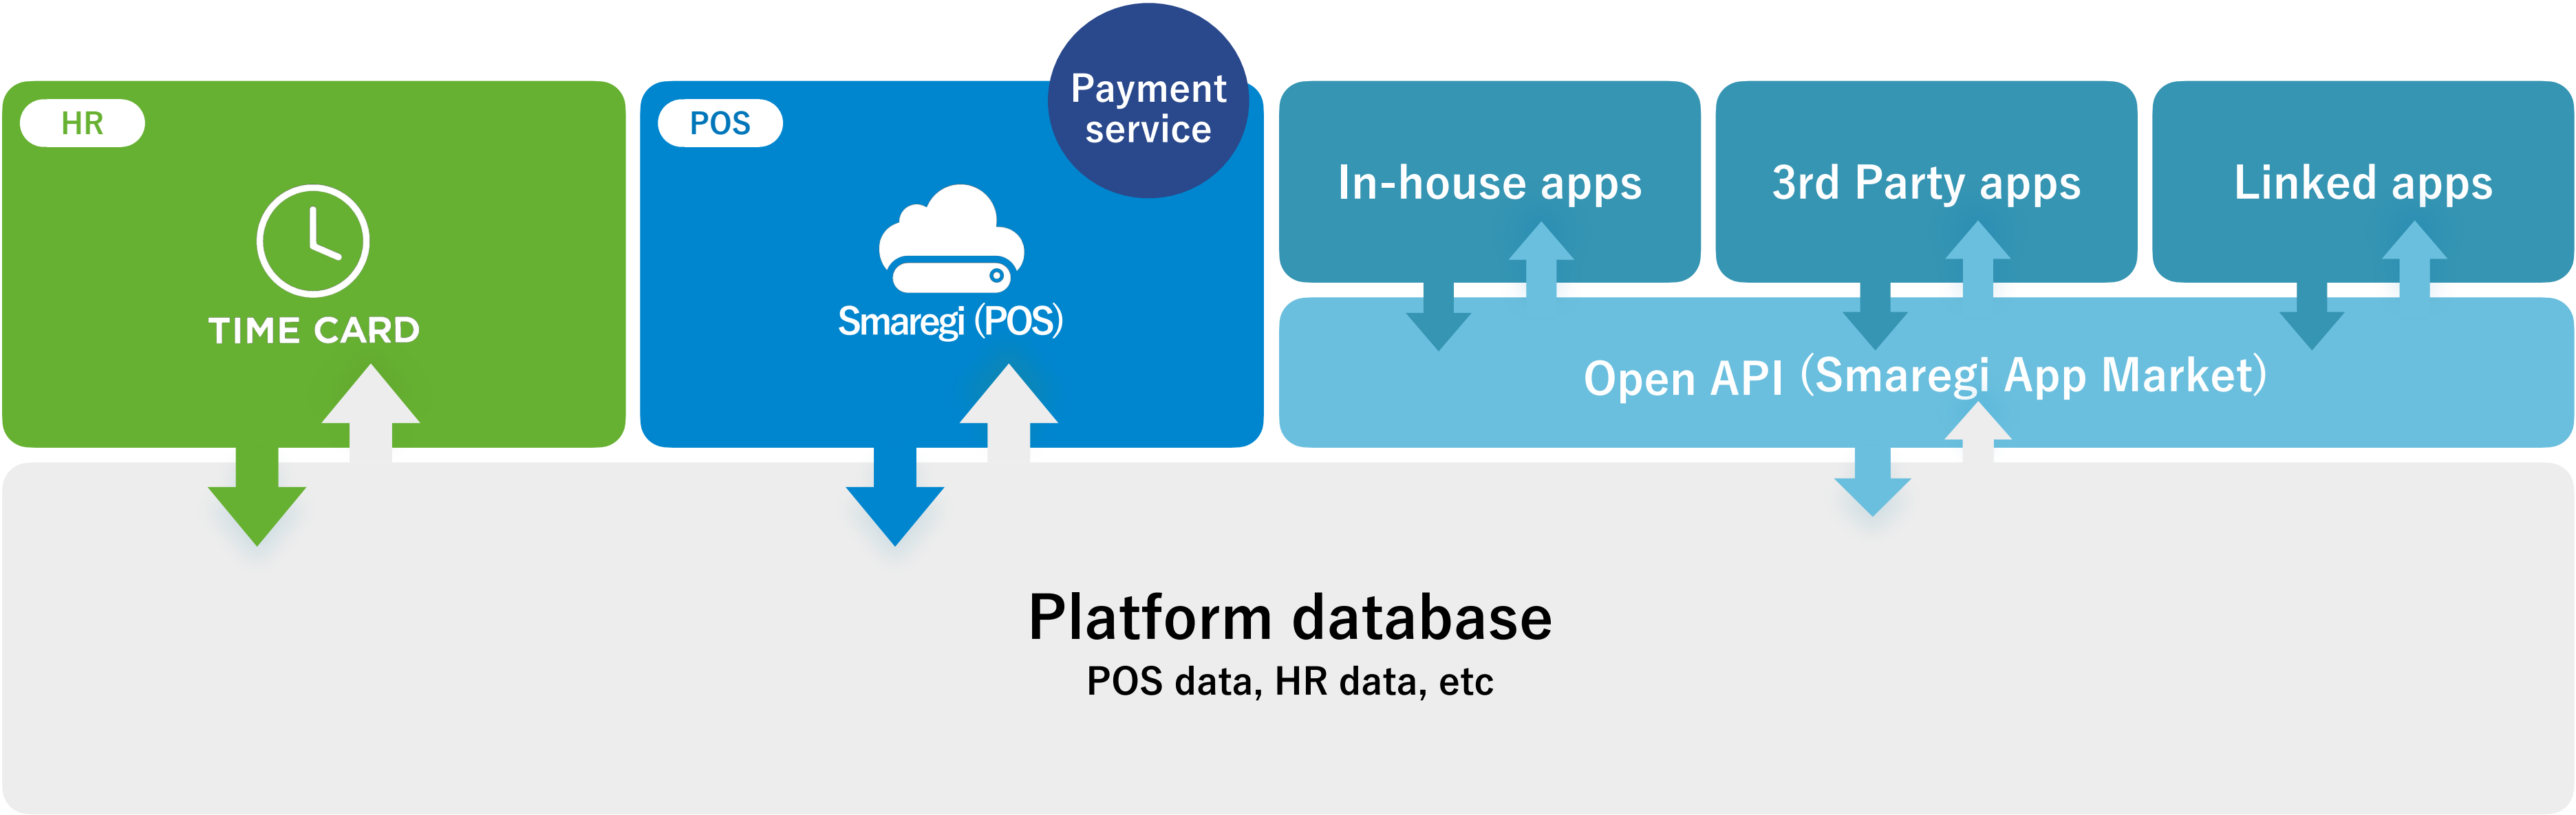 HR
TIME CARD
POS
Smaregi (POS)
Payment
service
In-house apps
3rd Party apps
Linked apps
Open API (Smaregi App Market)
Platform database
POS data, HR data, etc